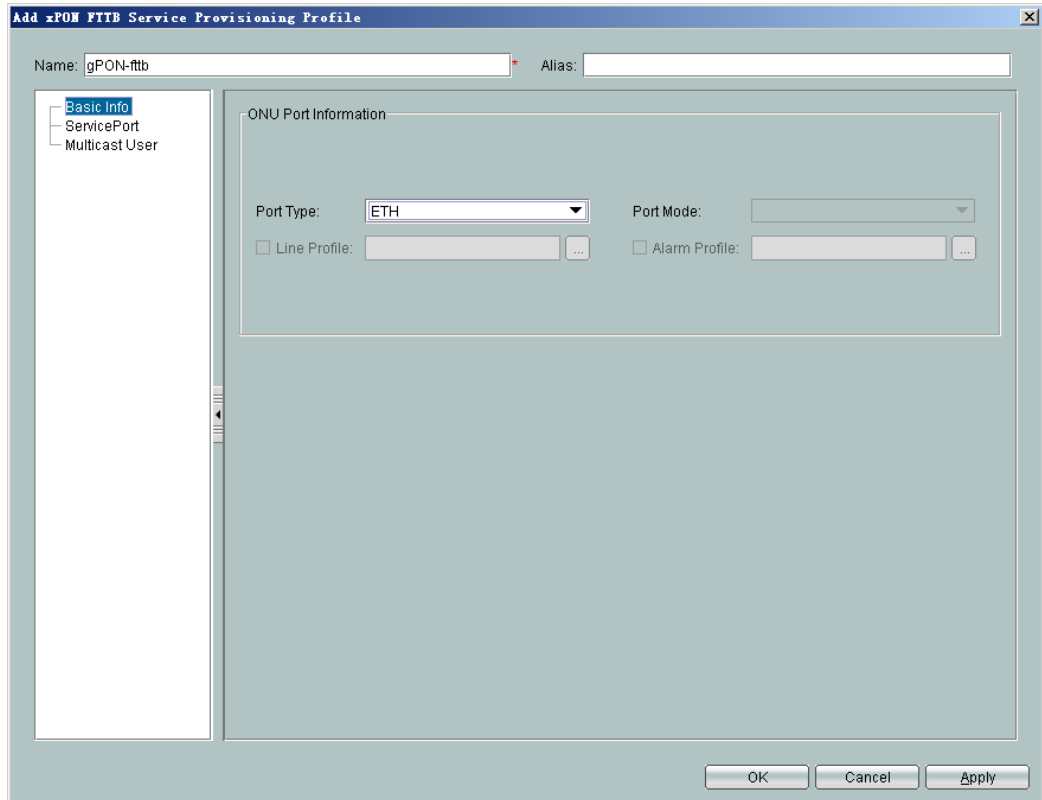 Add xPON FTTB Service Provisioning Profile
Name: gPON-fttb * Alias:
Basic Info
ServicePort
Multicast User
ONU Port Information
Port Type: ETH Port Mode:
Line Profile: ... Alarm Profile: ...
OK Cancel Apply